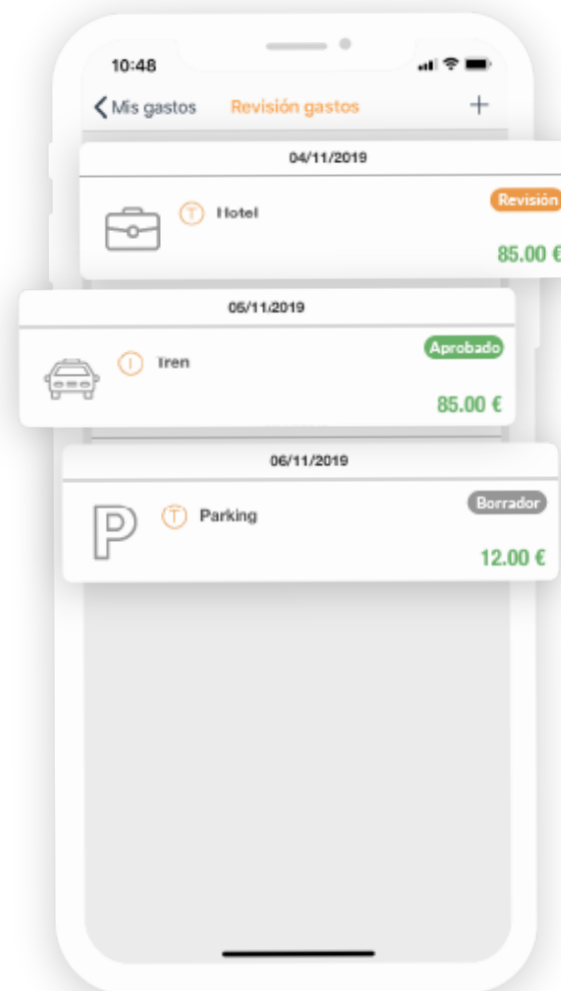 10:48
Mis gastos Revisión gastos +
04/11/2019
T Hotel Revisión
85.00 €
05/11/2019
T Tren Aprobado
85.00 €
06/11/2019
P T Parking Borrador
12.00 €